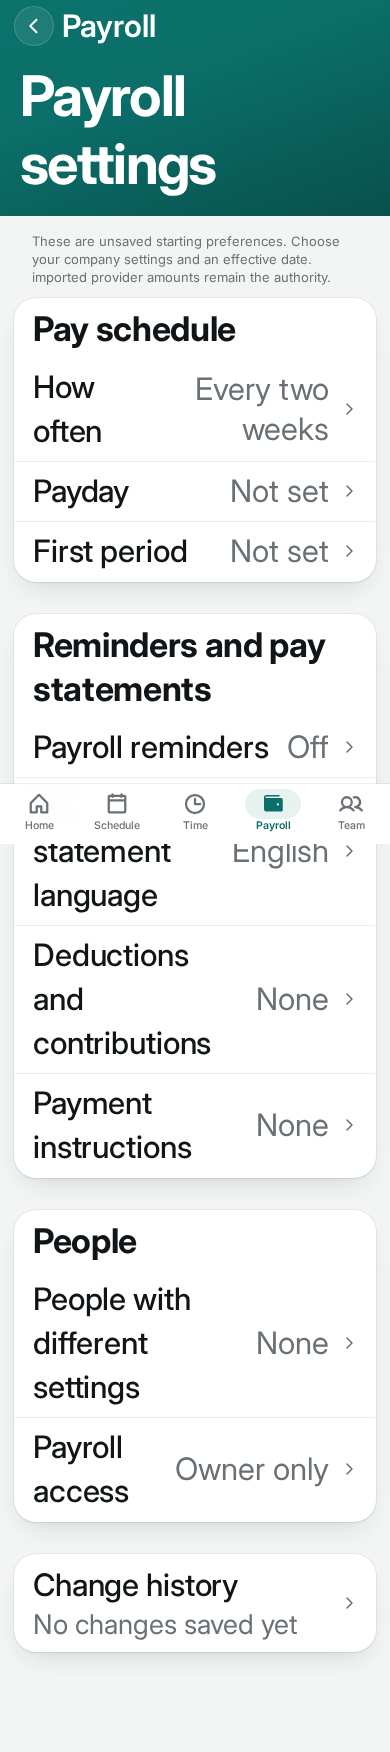 Payroll
Payroll
settings
These are unsaved starting preferences. Choose
your company settings and an effective date.
imported provider amounts remain the authority.
Pay schedule
How
often
Every two
weeks
Payday
Not set
First period
Not set
Reminders and pay
statements
Payroll reminders
Off
Home
Schedule
Time
Payroll
Team
statement
language
English
Deductions
and
contributions
None
Payment
instructions
None
People
People with
different
settings
None
Payroll
access
Owner only
Change history
No changes saved yet